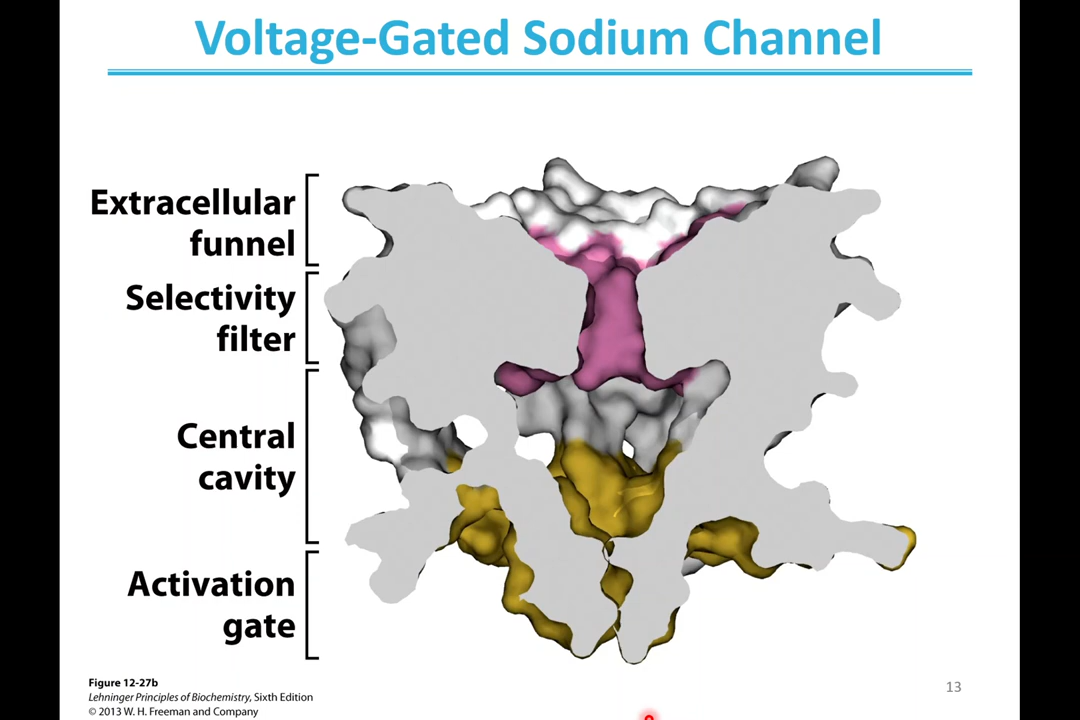 Voltage-Gated Sodium Channel
Extracellular
funnel
Selectivity
filter
Central
cavity
Activation
gate
Figure 12-27b
Lehninger Principles of Biochemistry, Sixth Edition
© 2013 W. H. Freeman and Company
13